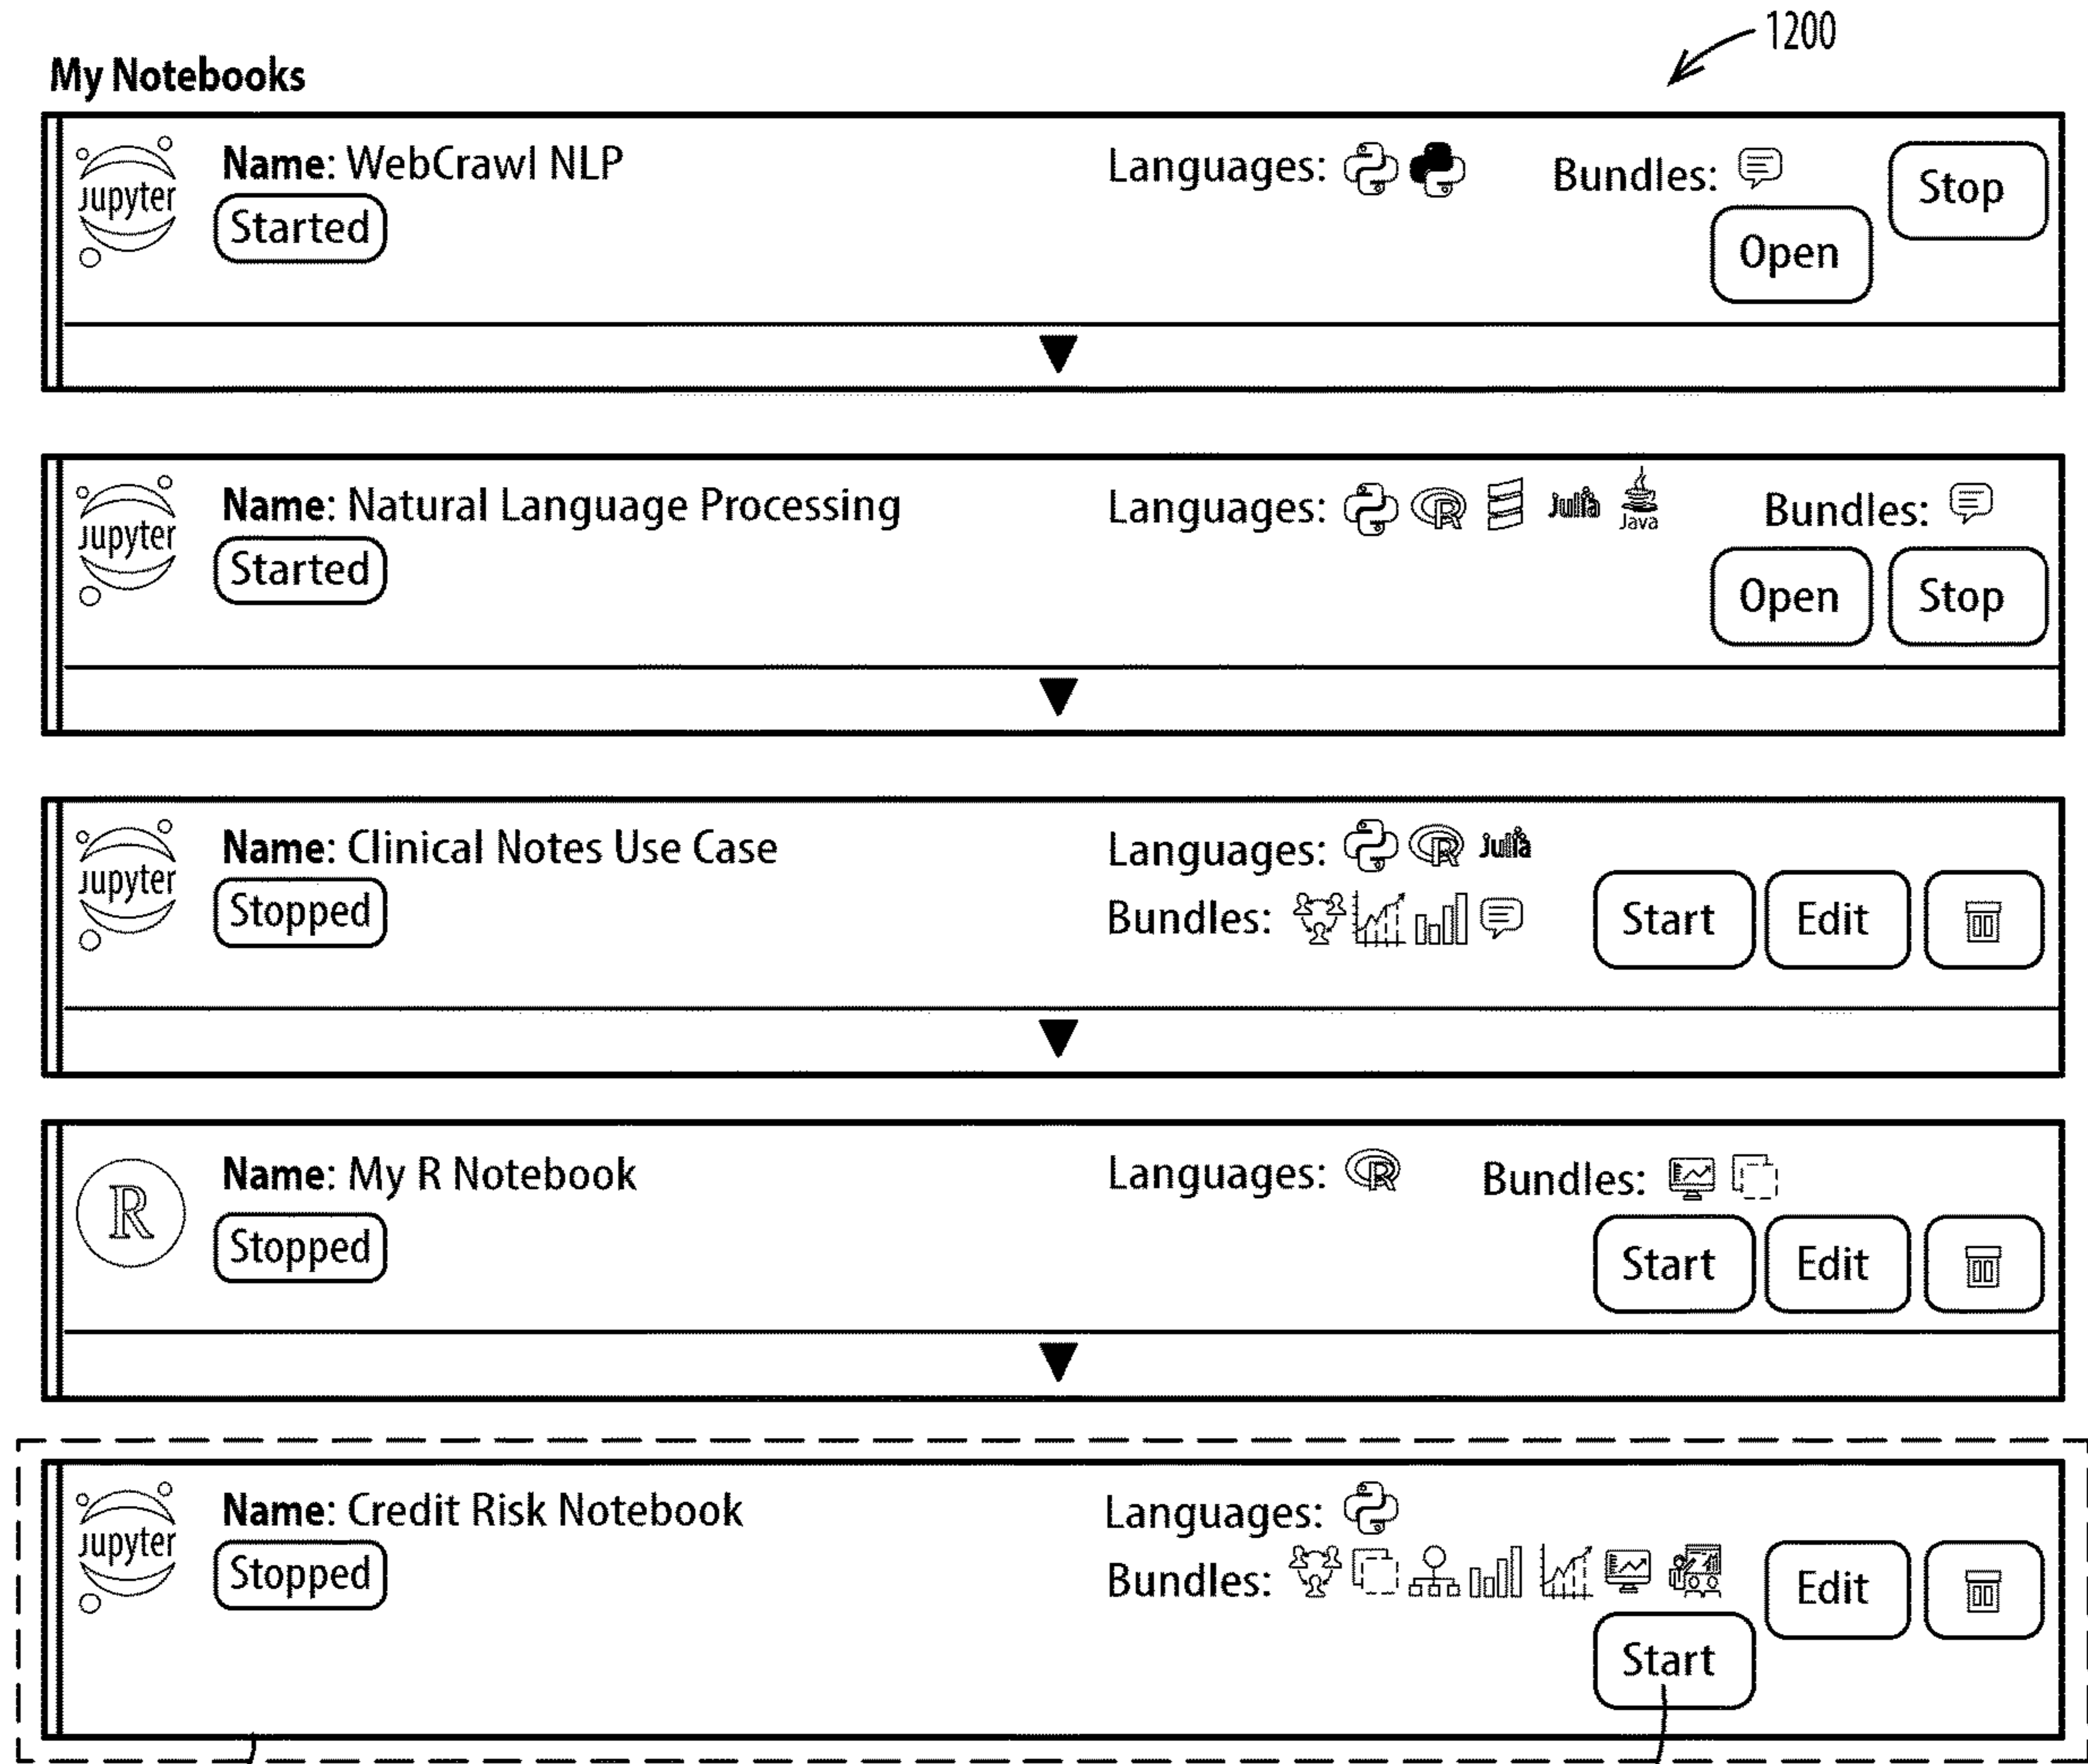 1200
My Notebooks
jupyter Name: WebCrawl NLP Languages: Bundles: Stop
Started Open
jupyter Name: Natural Language Processing Languages: R Julia Java Bundles:
Started Open Stop
jupyter Name: Clinical Notes Use Case Languages: R Julia
Stopped Bundles: Start Edit
R Name: My R Notebook Languages: R Bundles:
Stopped Start Edit
jupyter Name: Credit Risk Notebook Languages:
Stopped Bundles: Edit
Start